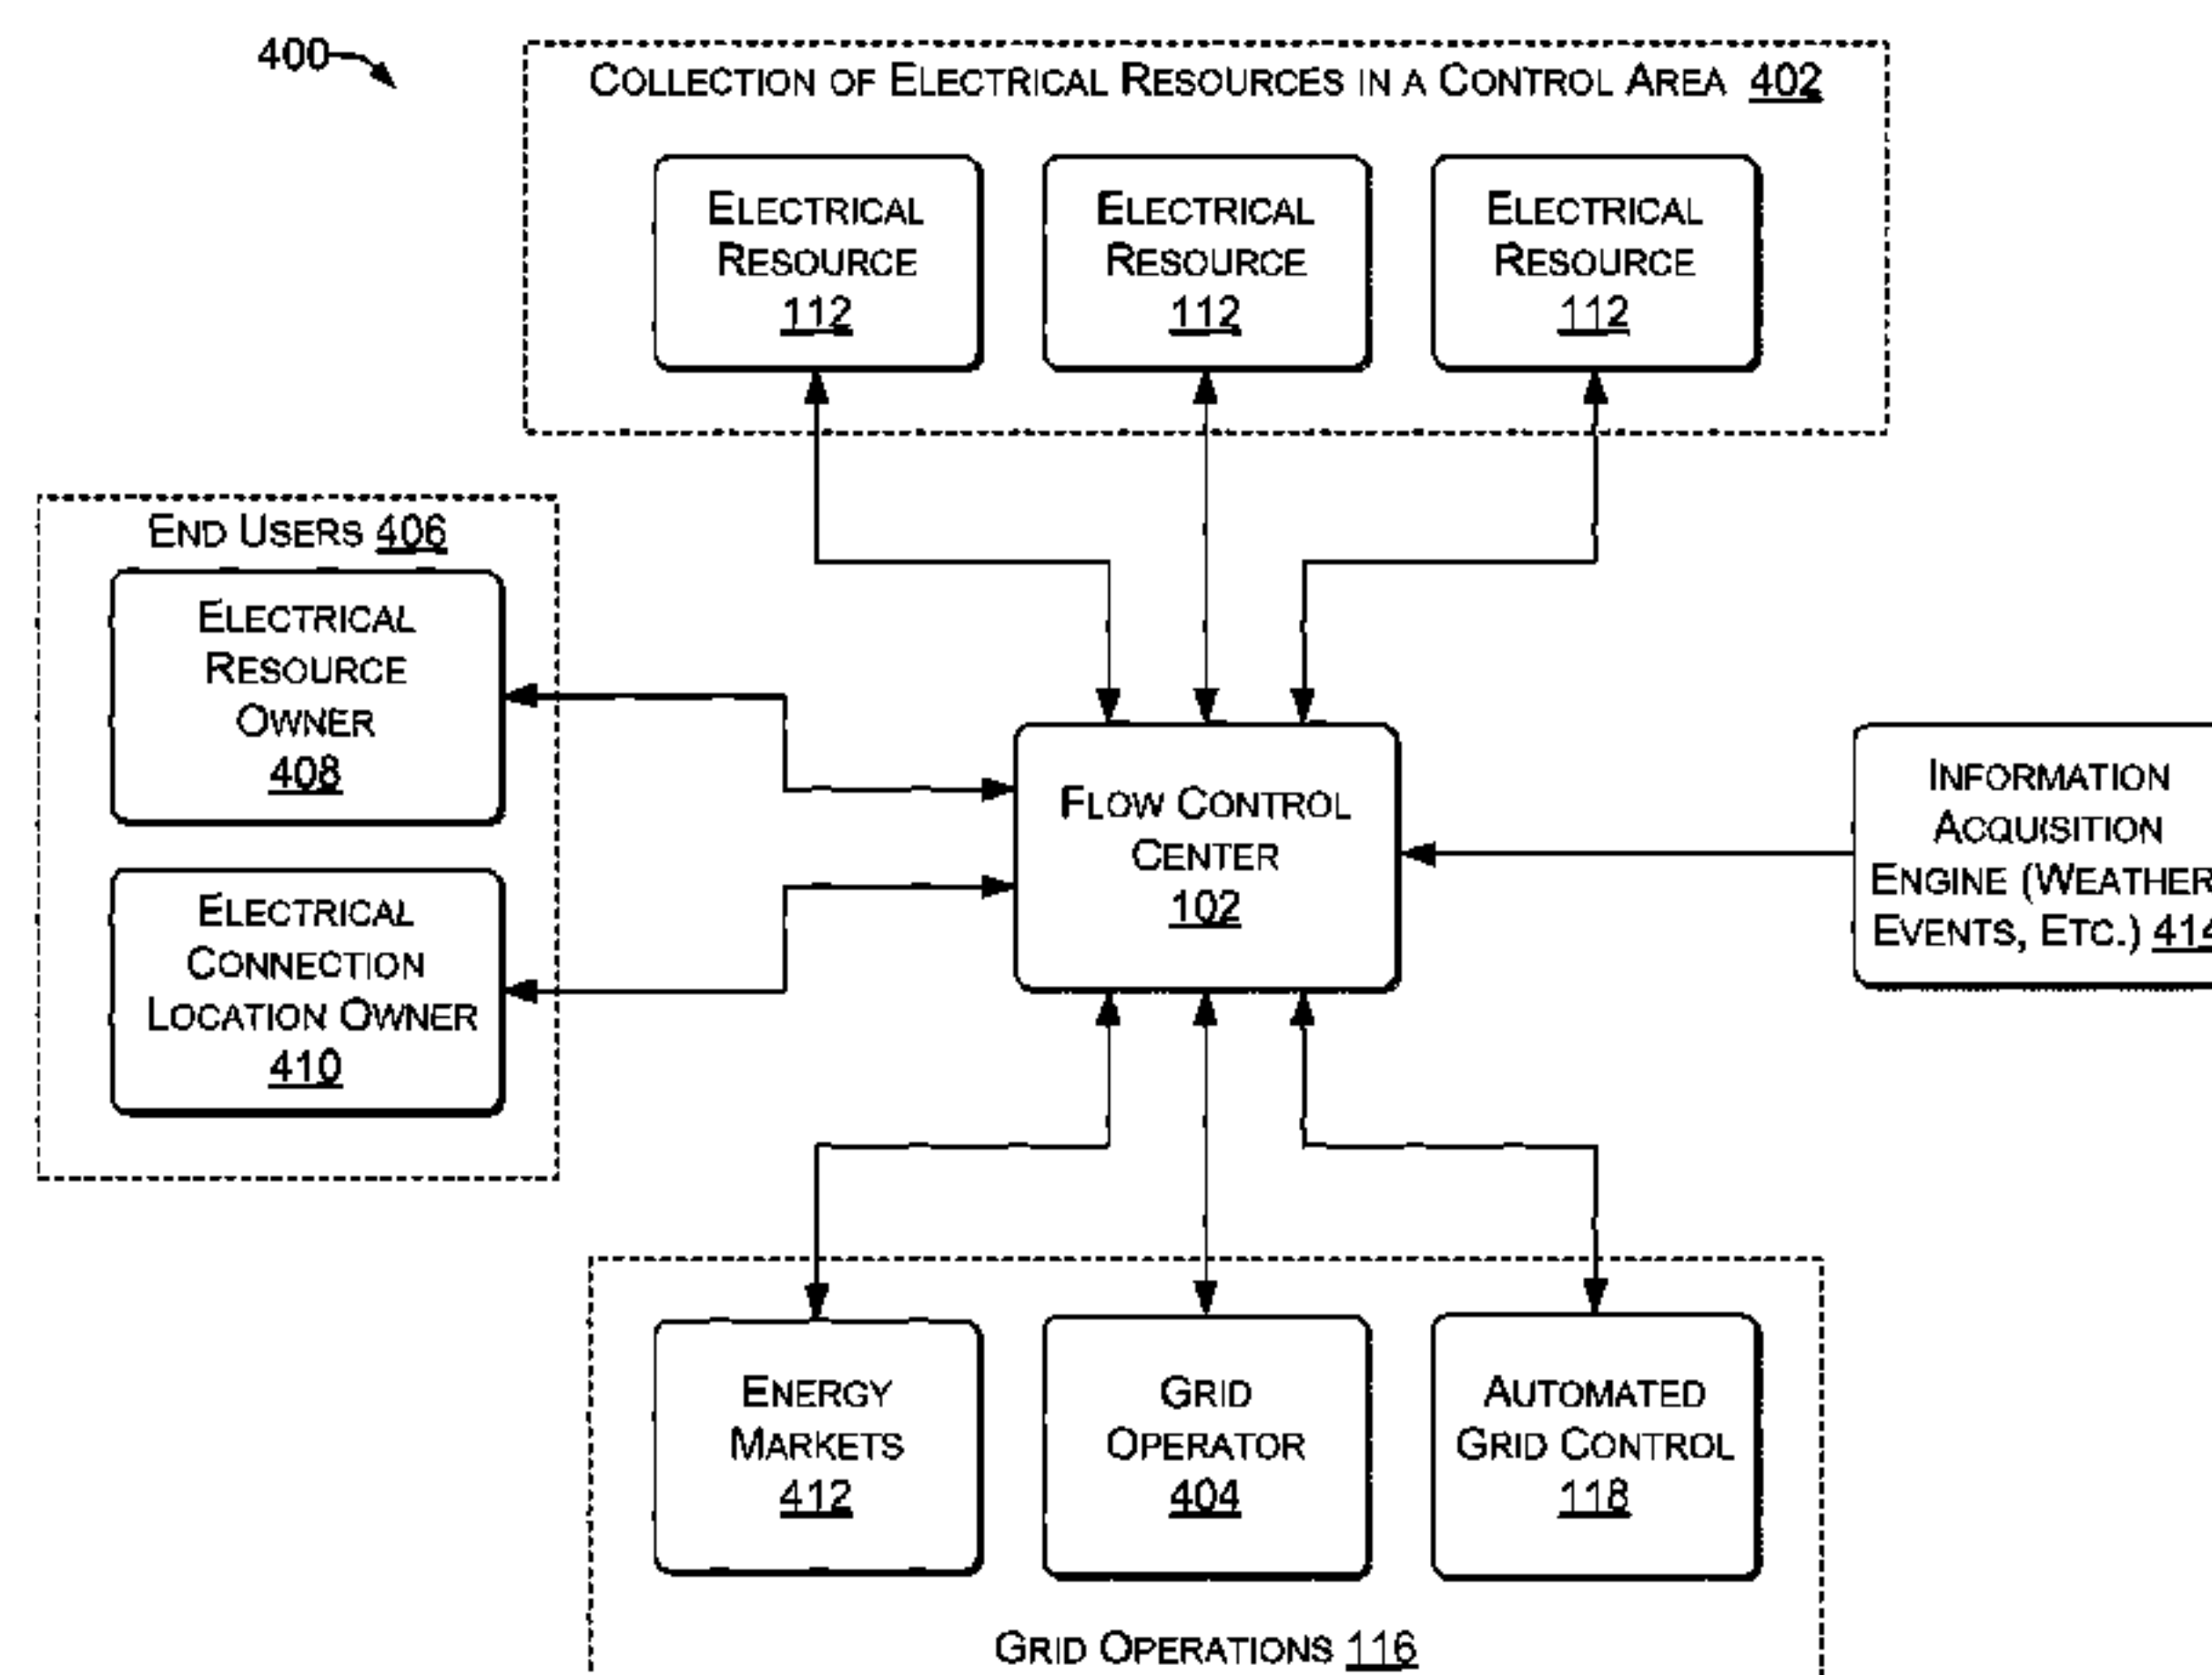 400
COLLECTION OF ELECTRICAL RESOURCES IN A CONTROL AREA 402
ELECTRICAL
RESOURCE
112
ELECTRICAL
RESOURCE
112
ELECTRICAL
RESOURCE
112
END USERS 406
ELECTRICAL
RESOURCE
OWNER
408
ELECTRICAL
CONNECTION
LOCATION OWNER
410
FLOW CONTROL
CENTER
102
INFORMATION
ACQUISITION
ENGINE (WEATHER
EVENTS, ETC.) 414
ENERGY
MARKETS
412
GRID
OPERATOR
404
AUTOMATED
GRID CONTROL
118
GRID OPERATIONS 116